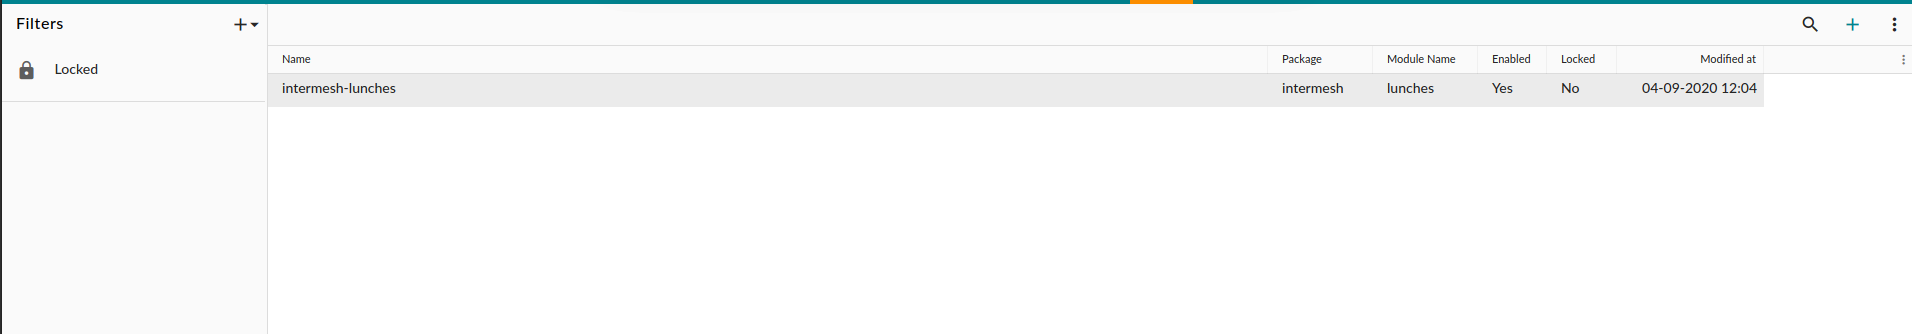 Filters
Locked
Name Package Module Name Enabled Locked Modified at
intermesh-lunches intermesh lunches Yes No 04-09-2020 12:04